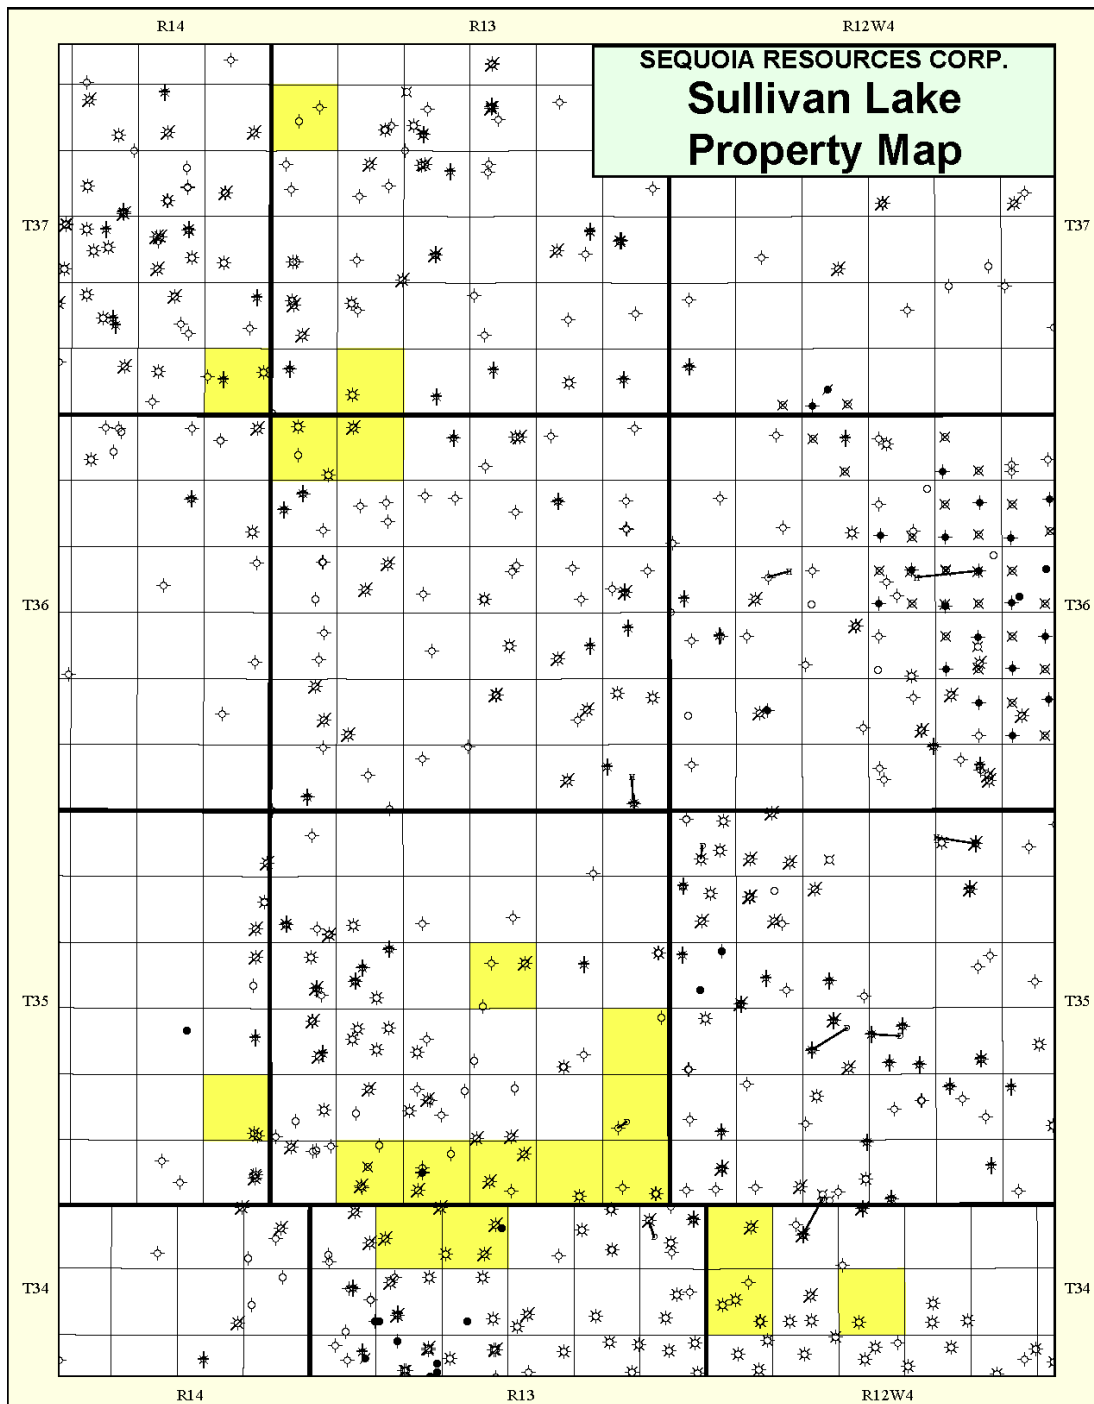 R14 R13 R12W4
SEQUOIA RESOURCES CORP.
Sullivan Lake
Property Map
T37 T37
T36 T36
T35 T35
T34 T34
R14 R13 R12W4